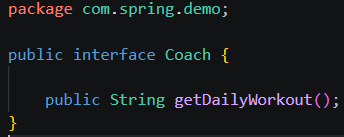 package com.spring.demo;
public interface Coach {
public String getDailyWorkout();
}